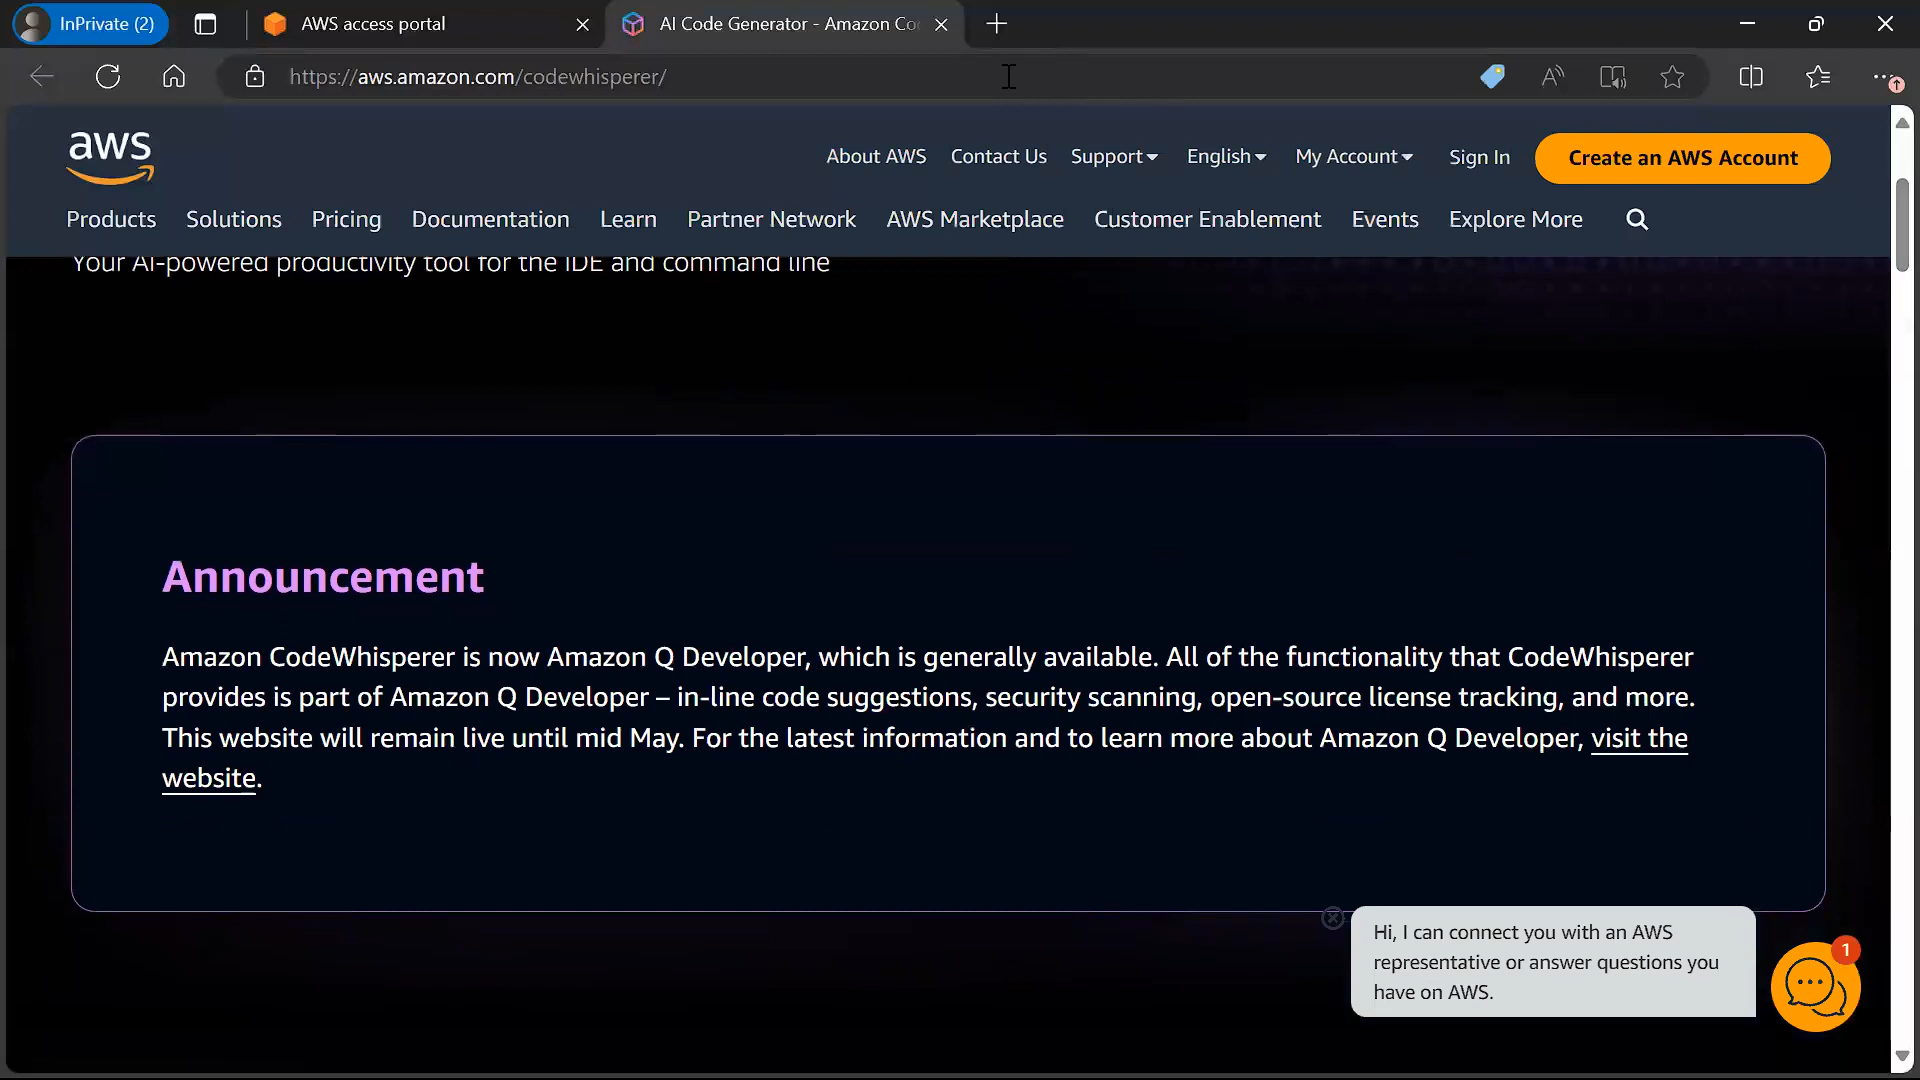 InPrivate (2)
AWS access portal
AI Code Generator - Amazon Co
https://aws.amazon.com/codewhisperer/
aws
About AWS
Contact Us
Support
English
My Account
Sign In
Create an AWS Account
Products
Solutions
Pricing
Documentation
Learn
Partner Network
AWS Marketplace
Customer Enablement
Events
Explore More
Your AI-powered productivity tool for the IDE and command line
Announcement
Amazon CodeWhisperer is now Amazon Q Developer, which is generally available. All of the functionality that CodeWhisperer
provides is part of Amazon Q Developer – in-line code suggestions, security scanning, open-source license tracking, and more.
This website will remain live until mid May. For the latest information and to learn more about Amazon Q Developer, visit the
website.
Hi, I can connect you with an AWS
representative or answer questions you
have on AWS.
1